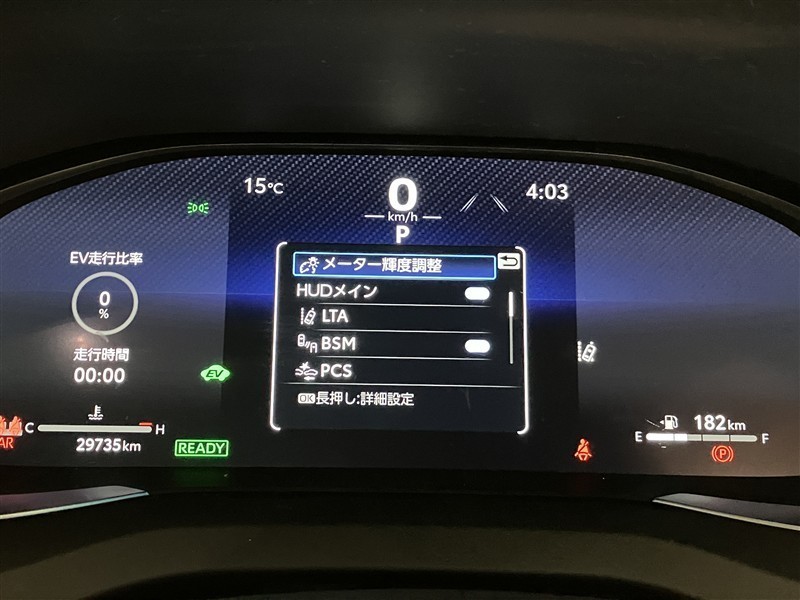 15℃
0
km/h
4:03
P
EV走行比率
0
%
走行時間
00:00
メーター輝度調整
HUDメイン
LTA
BSM
PCS
OK長押し:詳細設定
EV
C
H
29735km
READY
AR
182km
E
F
P